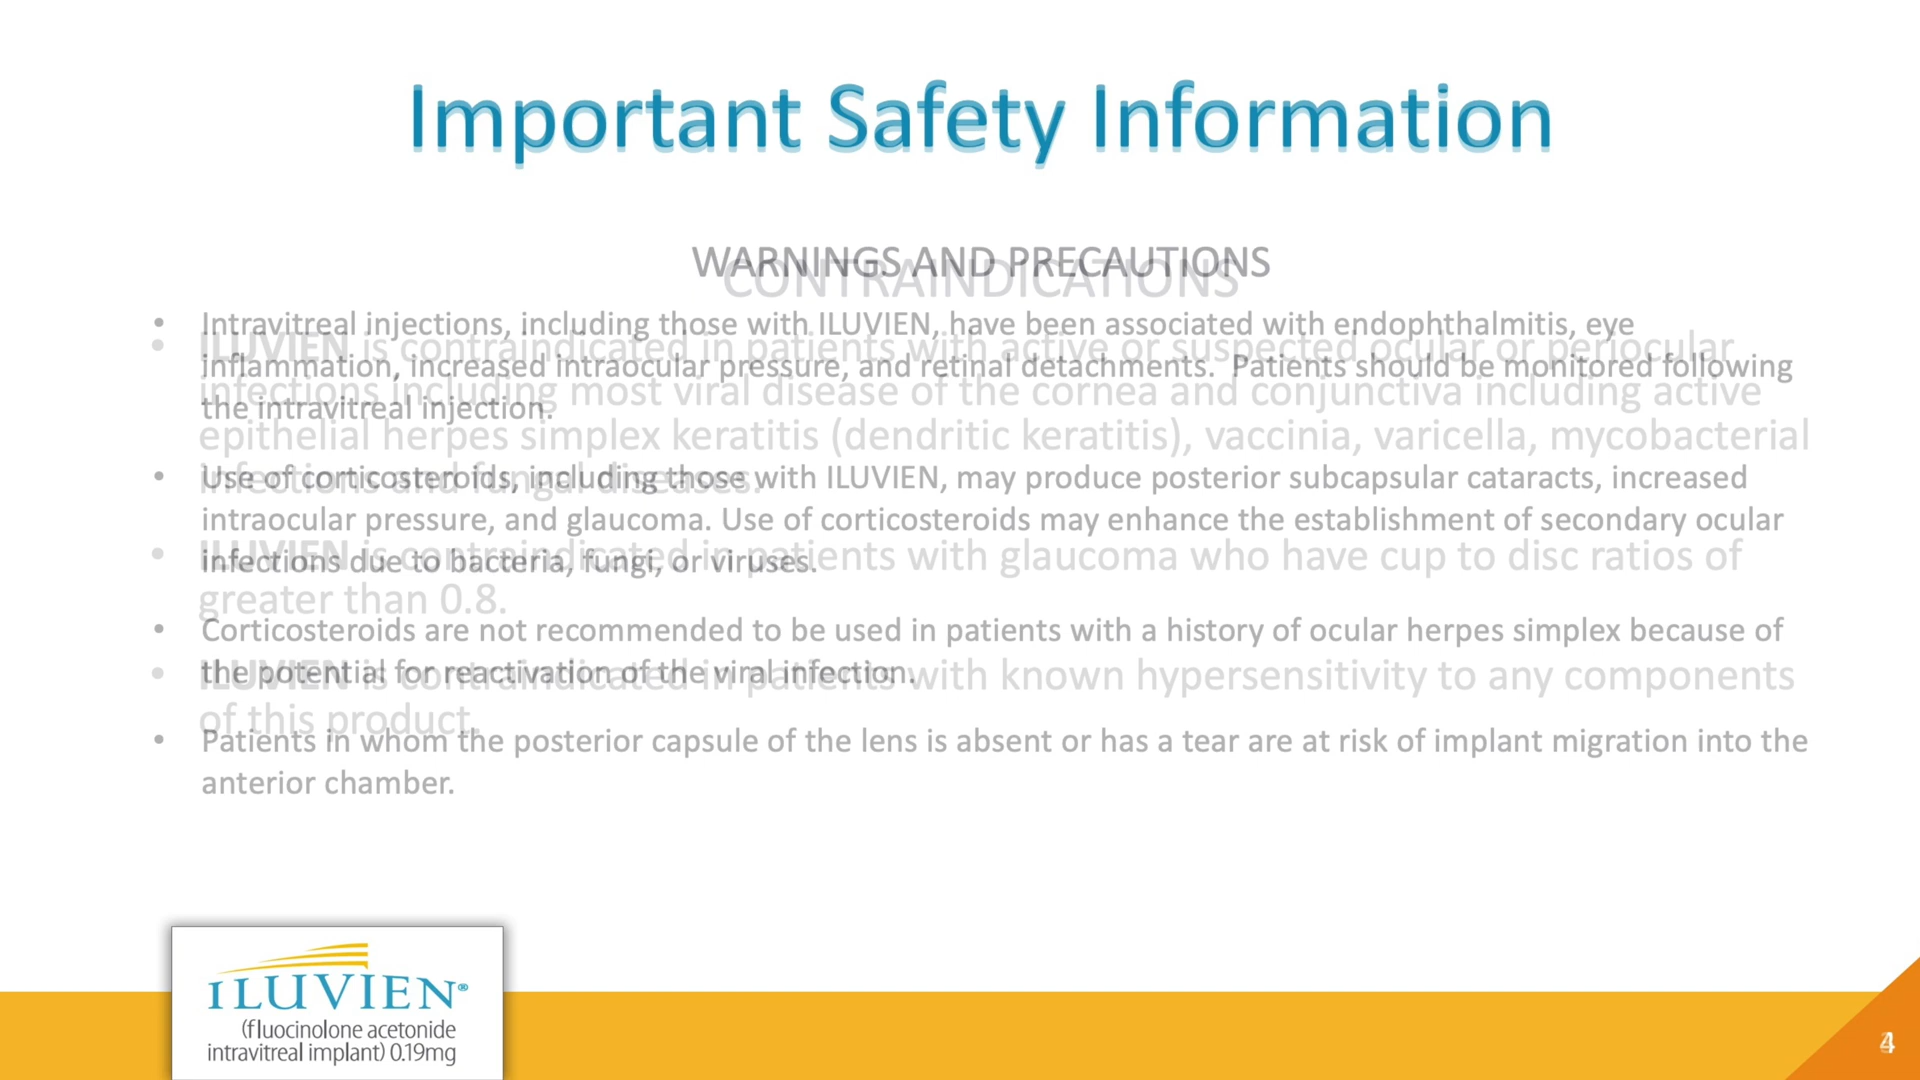 Important Safety Information
WARNINGS AND PRECAUTIONS
• Intravitreal injections, including those with ILUVIEN, have been associated with endophthalmitis, eye
inflammation, increased intraocular pressure, and retinal detachments. Patients should be monitored following
the intravitreal injection.
• Use of corticosteroids, including those with ILUVIEN, may produce posterior subcapsular cataracts, increased
intraocular pressure, and glaucoma. Use of corticosteroids may enhance the establishment of secondary ocular
infections due to bacteria, fungi, or viruses.
• Corticosteroids are not recommended to be used in patients with a history of ocular herpes simplex because of
the potential for reactivation of the viral infection.
• Patients in whom the posterior capsule of the lens is absent or has a tear are at risk of implant migration into the
anterior chamber.
CONTRAINDICATIONS
• ILUVIEN is contraindicated in patients with active or suspected ocular or periocular
infections including most viral disease of the cornea and conjunctiva including active
epithelial herpes simplex keratitis (dendritic keratitis), vaccinia, varicella, mycobacterial
infections and fungal diseases.
• ILUVIEN is contraindicated in patients with glaucoma who have cup to disc ratios of
greater than 0.8.
• ILUVIEN is contraindicated in patients with known hypersensitivity to any components
of this product.
ILUVIEN®
(fluocinolone acetonide
intravitreal implant) 0.19mg
4